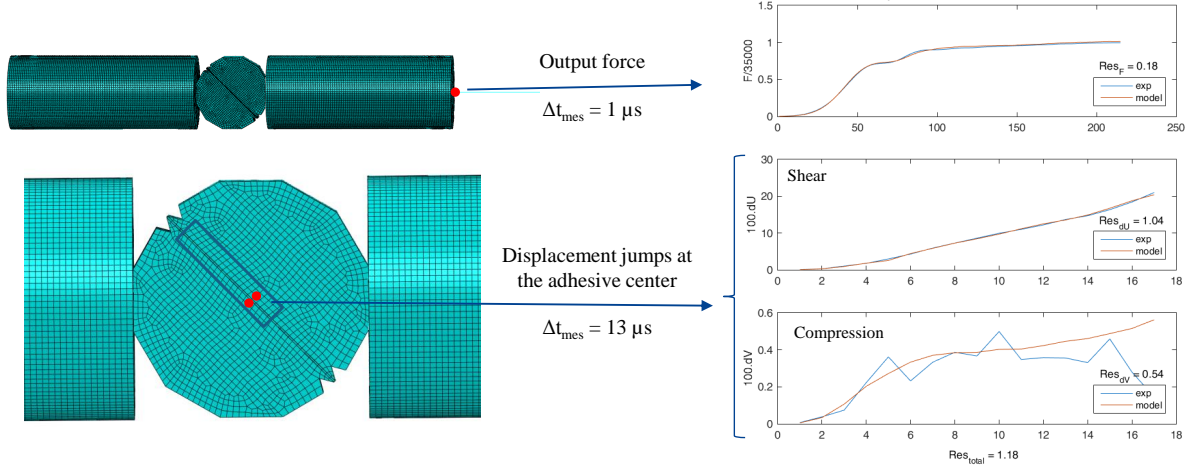 Output force
Δt_mes = 1 µs
Displacement jumps at
the adhesive center
Δt_mes = 13 µs
F/35000
1.5
1
0.5
0
0 50 100 150 200 250
Res_F = 0.18
exp
model
Shear
100.dU
30
20
10
0
0 2 4 6 8 10 12 14 16 18
Res_dU = 1.04
exp
model
Compression
100.dV
0.6
0.4
0.2
0
0 2 4 6 8 10 12 14 16 18
Res_dV = 0.54
exp
model
Res_total = 1.18